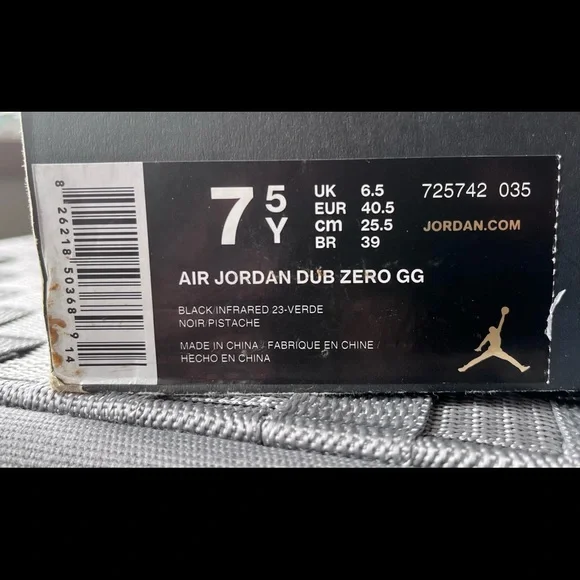 7 5 Y
UK 6.5
EUR 40.5
cm 25.5
BR 39
725742 035
JORDAN.COM
AIR JORDAN DUB ZERO GG
BLACK/INFRARED 23-VERDE
NOIR/PISTACHE
MADE IN CHINA / FABRIQUE EN CHINE /
HECHO EN CHINA
8 26218 50368 9 4